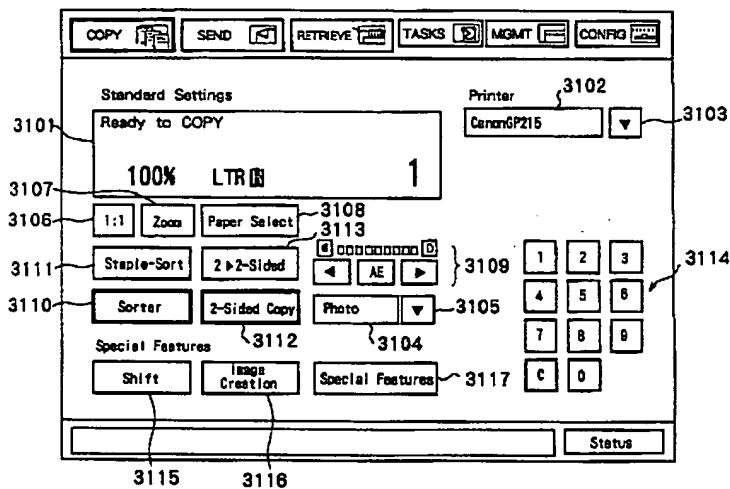 COPY SEND RETRIEVE TASKS MGMT CONFIG
Standard Settings
Printer
3102
3101
Ready to COPY
CanonGP215
▼
3103
100% LTR R 1
3107
3106
1:1
Zoom
Paper Select
3108
3113
3111
Staple-Sort
2▶2-Sided
◀ AE ▶
3109
1 2 3
3114
3110
Sorter
2-Sided Copy
Photo
▼
3105
4 5 6
3112
3104
7 8 9
Special Features
Shift
Image
Creation
Special Features
3117
C 0
Status
3115
3116